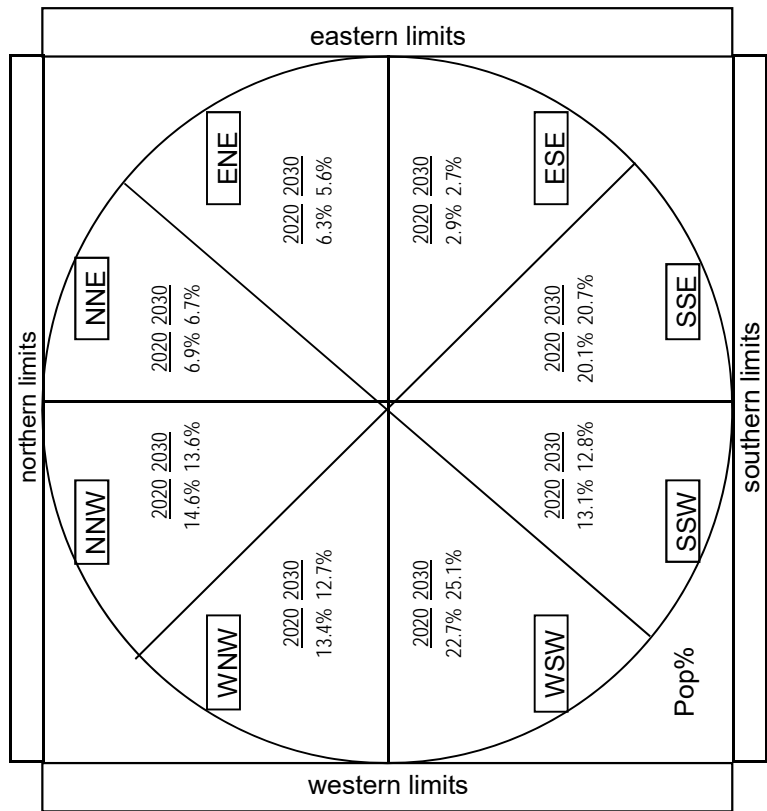 eastern limits
northern limits
southern limits
western limits
NNW
2020 2030
14.6% 13.6%
NNE
2020 2030
6.9% 6.7%
WNW
2020 2030
13.4% 12.7%
ENE
2020 2030
6.3% 5.6%
WSW
2020 2030
22.7% 25.1%
ESE
2020 2030
2.9% 2.7%
SSW
2020 2030
13.1% 12.8%
SSE
2020 2030
20.1% 20.7%
Pop%